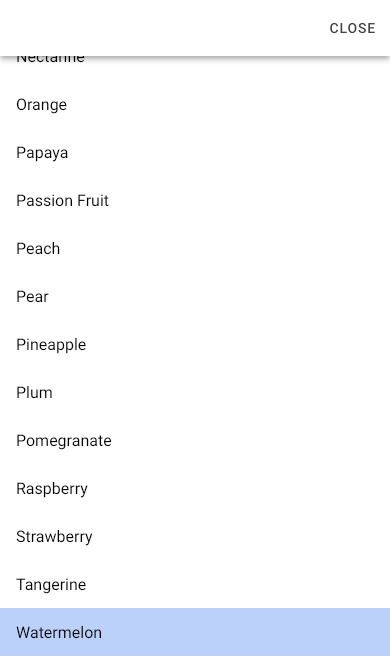 CLOSE
Nectarine
Orange
Papaya
Passion Fruit
Peach
Pear
Pineapple
Plum
Pomegranate
Raspberry
Strawberry
Tangerine
Watermelon